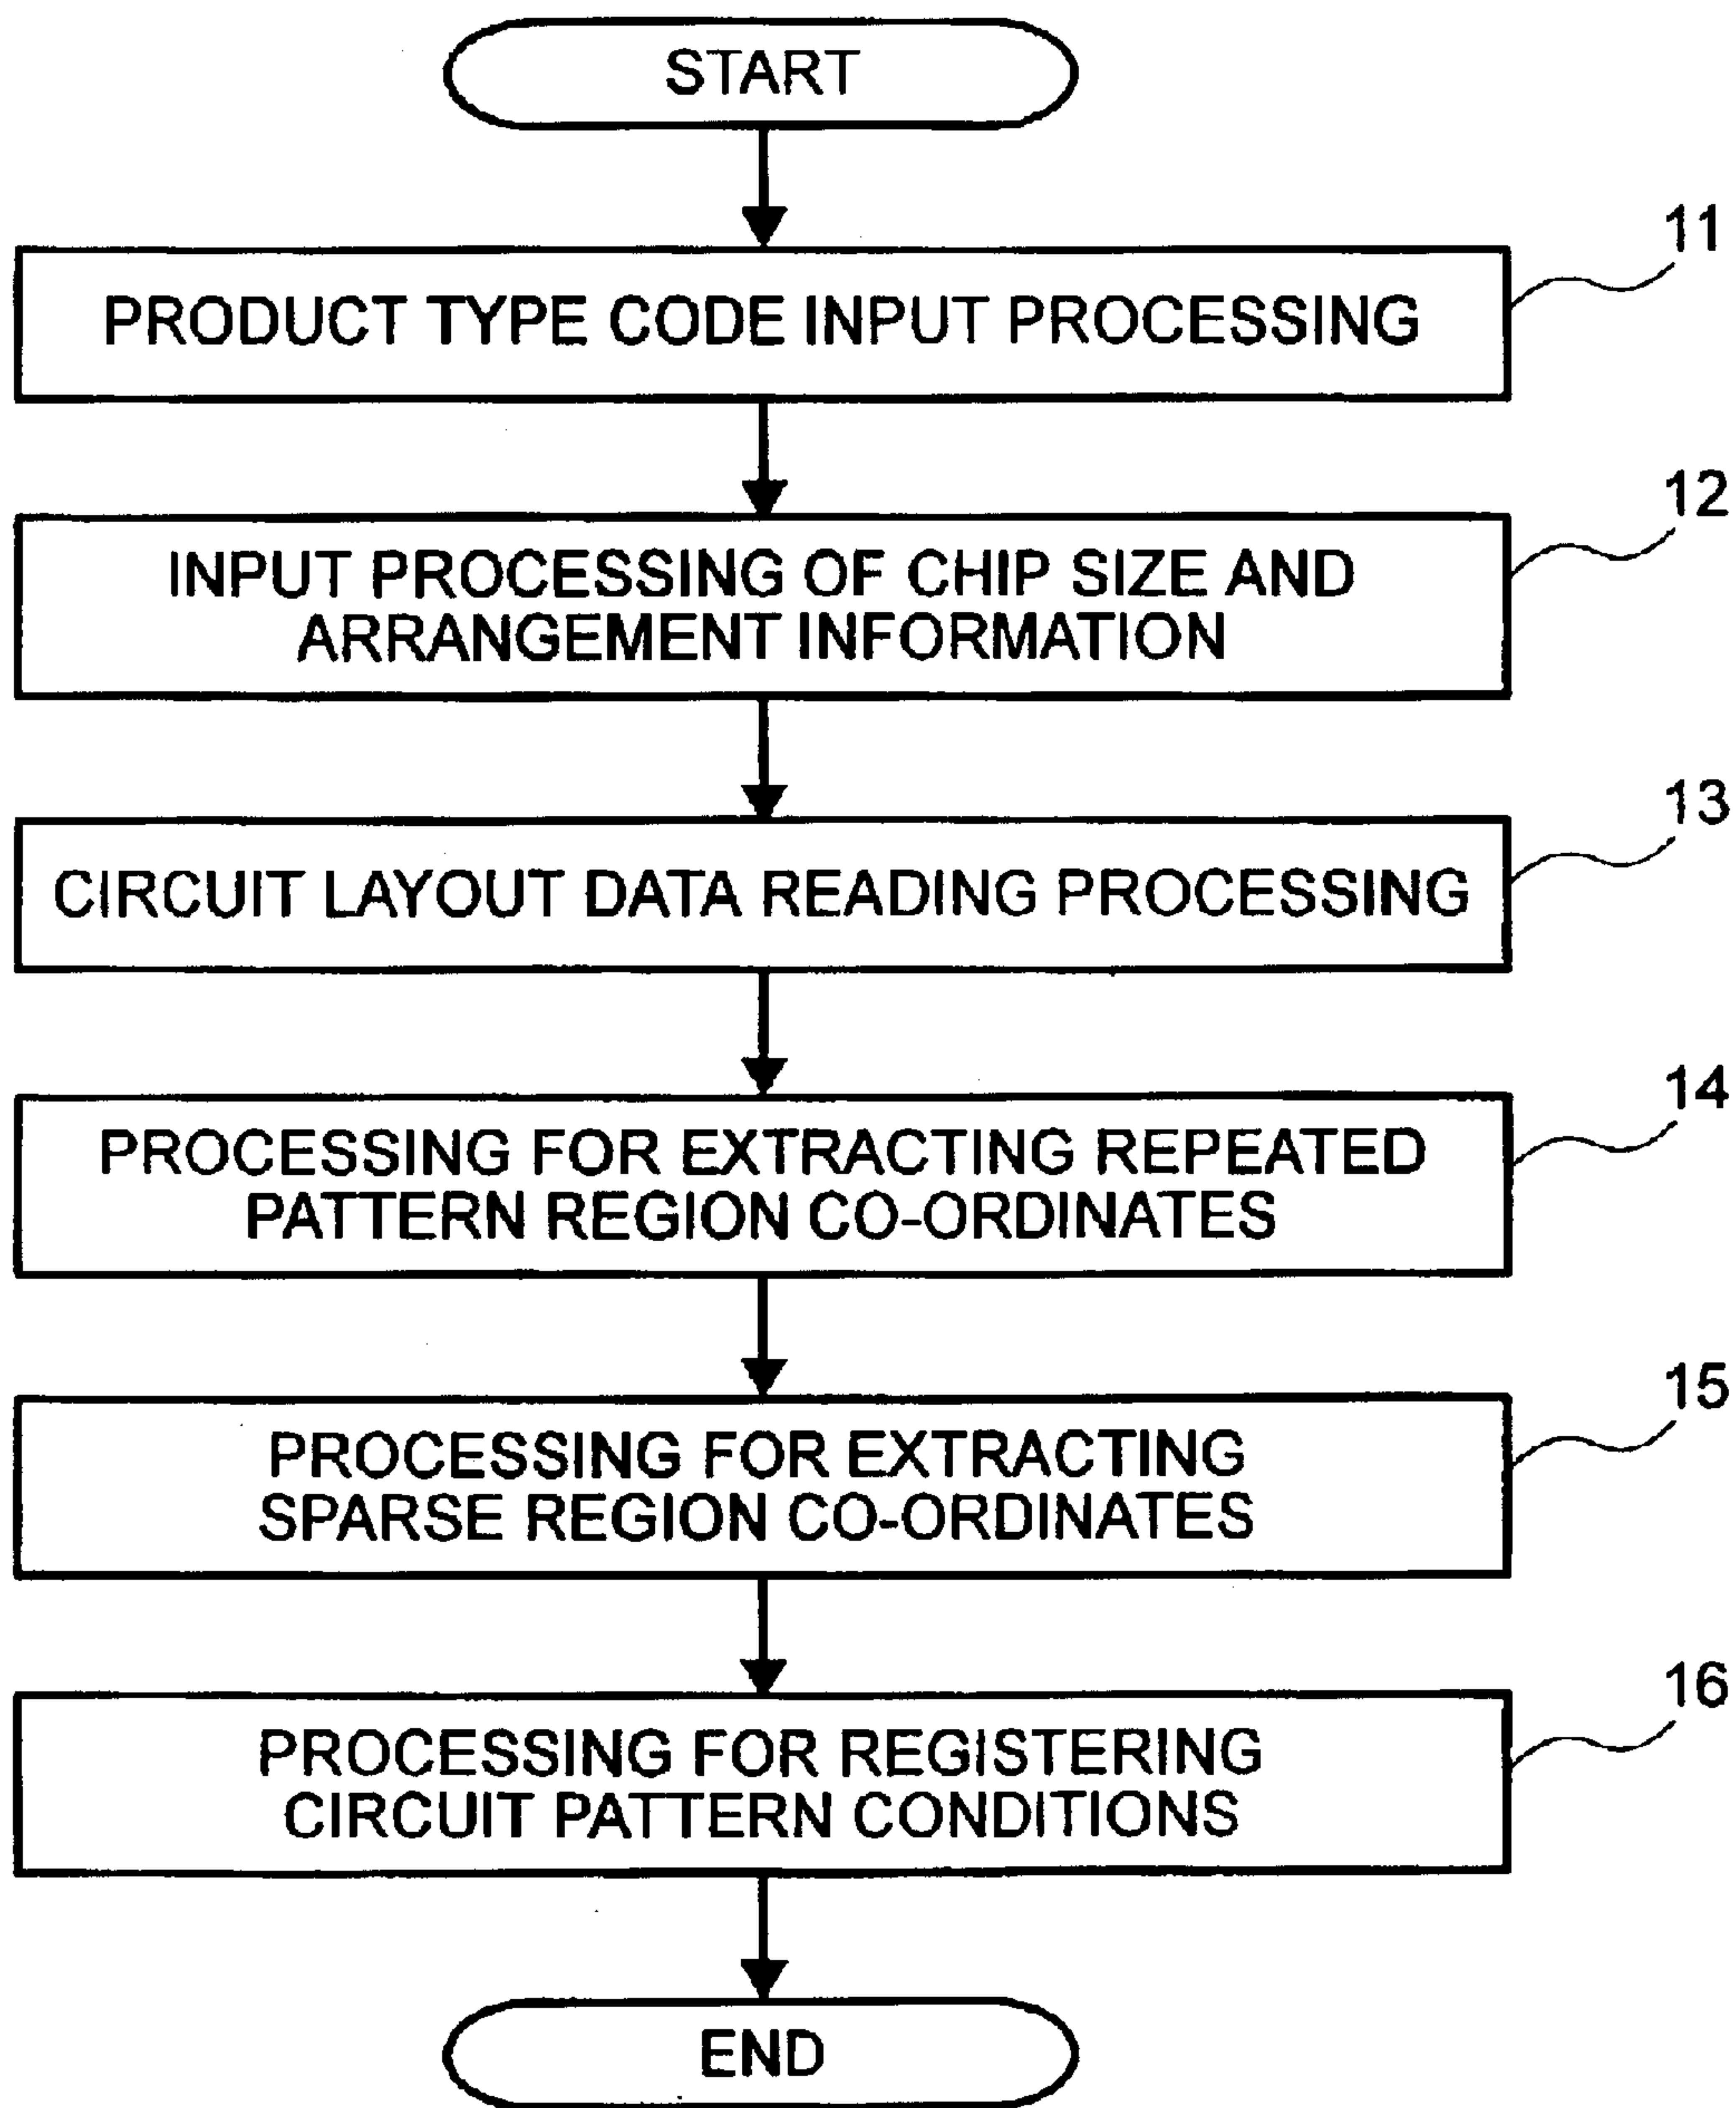 START
11
PRODUCT TYPE CODE INPUT PROCESSING
12
INPUT PROCESSING OF CHIP SIZE AND
ARRANGEMENT INFORMATION
13
CIRCUIT LAYOUT DATA READING PROCESSING
14
PROCESSING FOR EXTRACTING REPEATED
PATTERN REGION CO-ORDINATES
15
PROCESSING FOR EXTRACTING
SPARSE REGION CO-ORDINATES
16
PROCESSING FOR REGISTERING
CIRCUIT PATTERN CONDITIONS
END